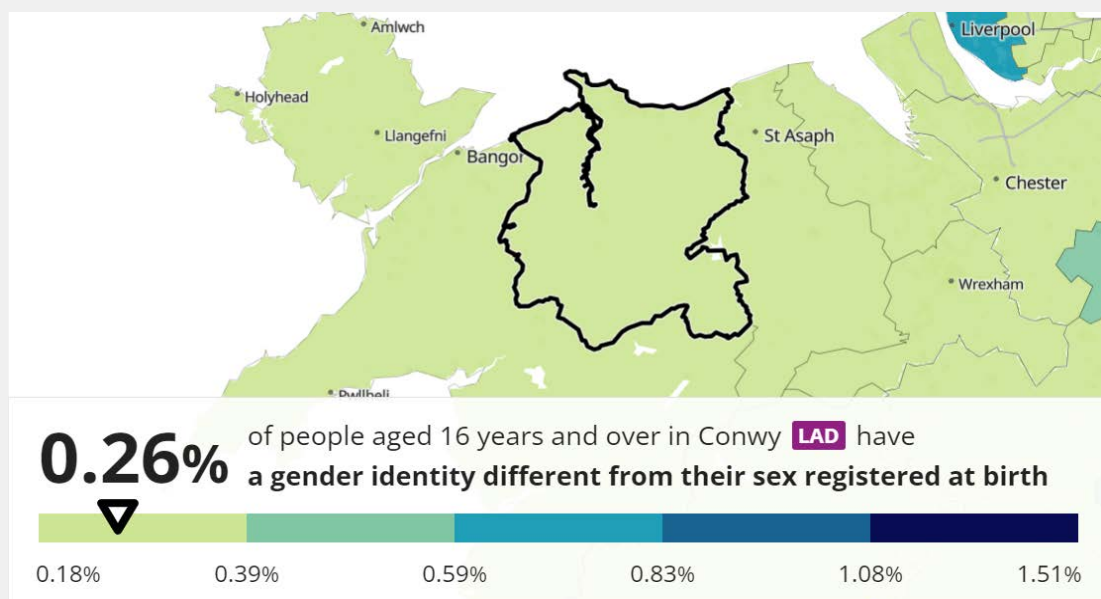 Amlwch
Liverpool
Holyhead
Llangefni
St Asaph
Bangor
Chester
Wrexham
Pwllheli
0.26%
of people aged 16 years and over in Conwy LAD have
a gender identity different from their sex registered at birth
0.18% 0.39% 0.59% 0.83% 1.08% 1.51%